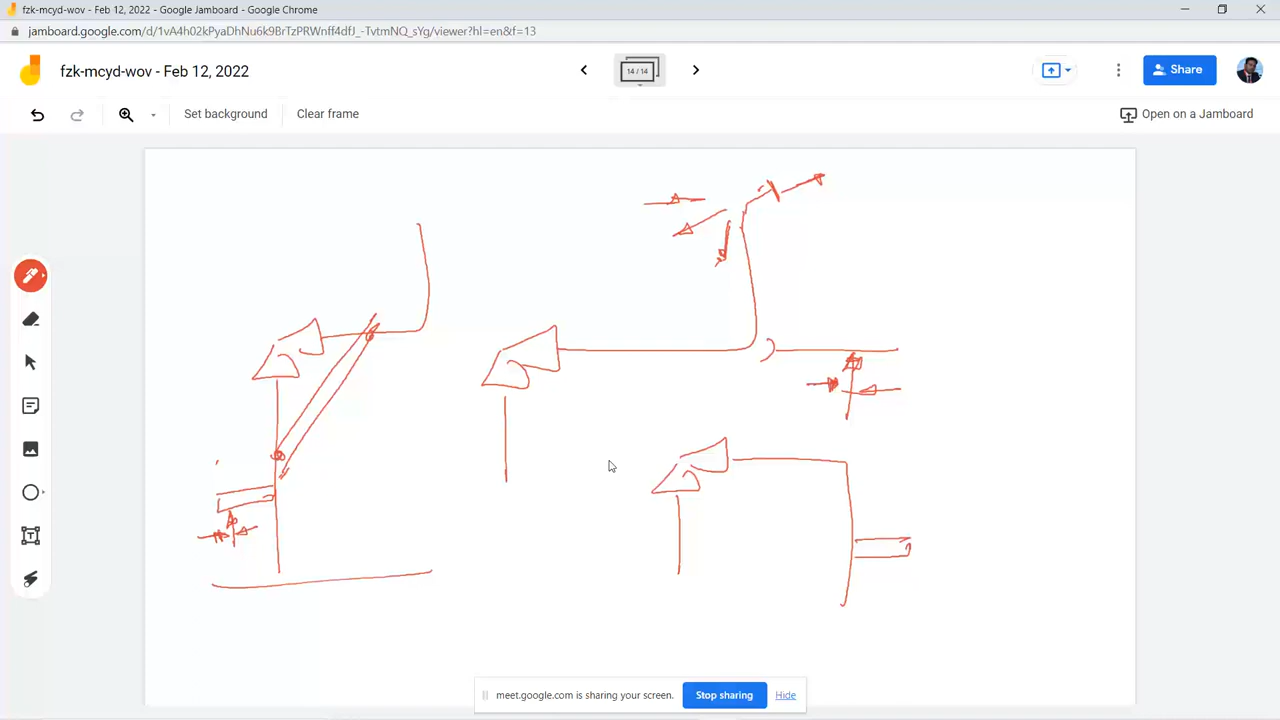 fzk-mcyd-wov - Feb 12, 2022 - Google Jamboard - Google Chrome
jamboard.google.com/d/1vA4h02kPyaDhNu6k9BrTzPRWnff4dfJ_-TvtmNQ_sYg/viewer?hl=en&f=13
fzk-mcyd-wov - Feb 12, 2022
14 / 14
Share
Set background
Clear frame
Open on a Jamboard
meet.google.com is sharing your screen.
Stop sharing
Hide